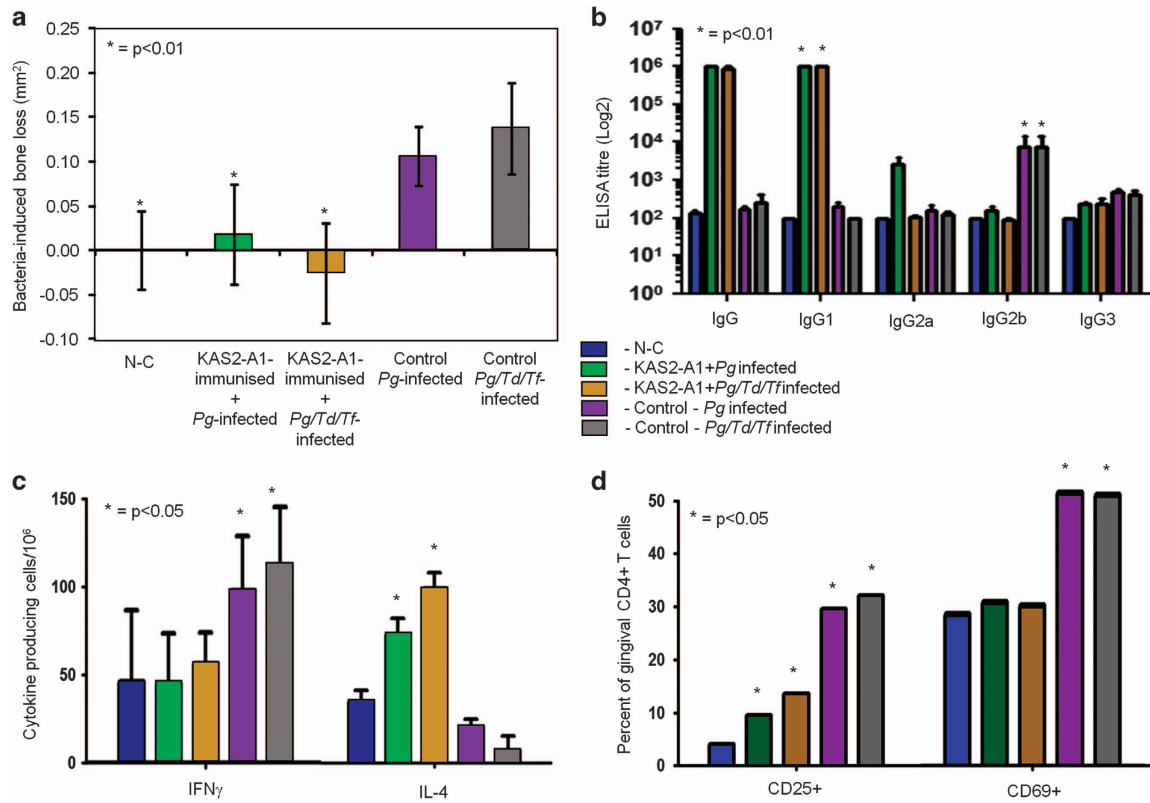 a
0.25
0.20
0.15
0.10
0.05
0.00
-0.05
-0.10
Bacteria-induced bone loss (mm²)
* = p<0.01
*
*
*
N-C
KAS2-A1-
immunised
+
Pg-infected
KAS2-A1-
immunised
+
Pg/Td/Tf-
infected
Control
Pg-infected
Control
Pg/Td/Tf-
infected
b
10⁷
10⁶
10⁵
10⁴
10³
10²
10¹
10⁰
ELISA titre (Log2)
* = p<0.01
* *
* *
IgG IgG1 IgG2a IgG2b IgG3
- N-C
- KAS2-A1+Pg infected
- KAS2-A1+Pg/Td/Tf infected
- Control - Pg infected
- Control - Pg/Td/Tf infected
c
150
100
50
0
Cytokine producing cells/10⁶
* = p<0.05
* *
* *
IFNγ IL-4
d
50
40
30
20
10
0
Percent of gingival CD4+ T cells
* = p<0.05
* * * *
* *
CD25+ CD69+